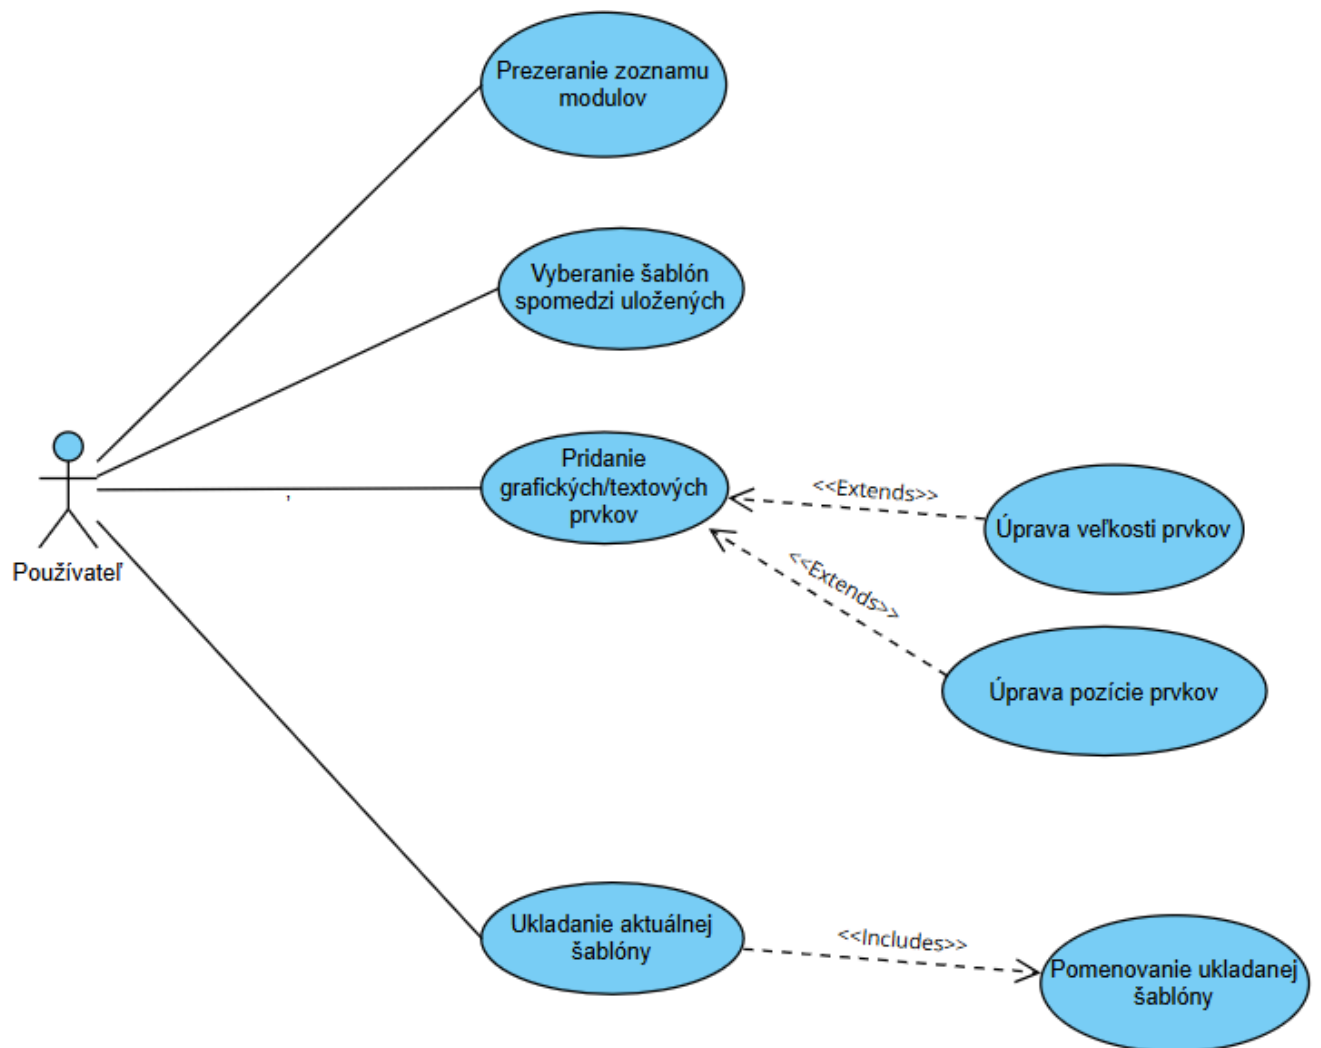 Prezeranie zoznamu
modulov
Vyberanie šablón
spomedzi uložených
Pridanie
grafických/textových
prvkov
,
<<Extends>>
Úprava veľkosti prvkov
<<Extends>>
Používateľ
Úprava pozície prvkov
Ukladanie aktuálnej
šablóny
<<Includes>>
Pomenovanie ukladanej
šablóny